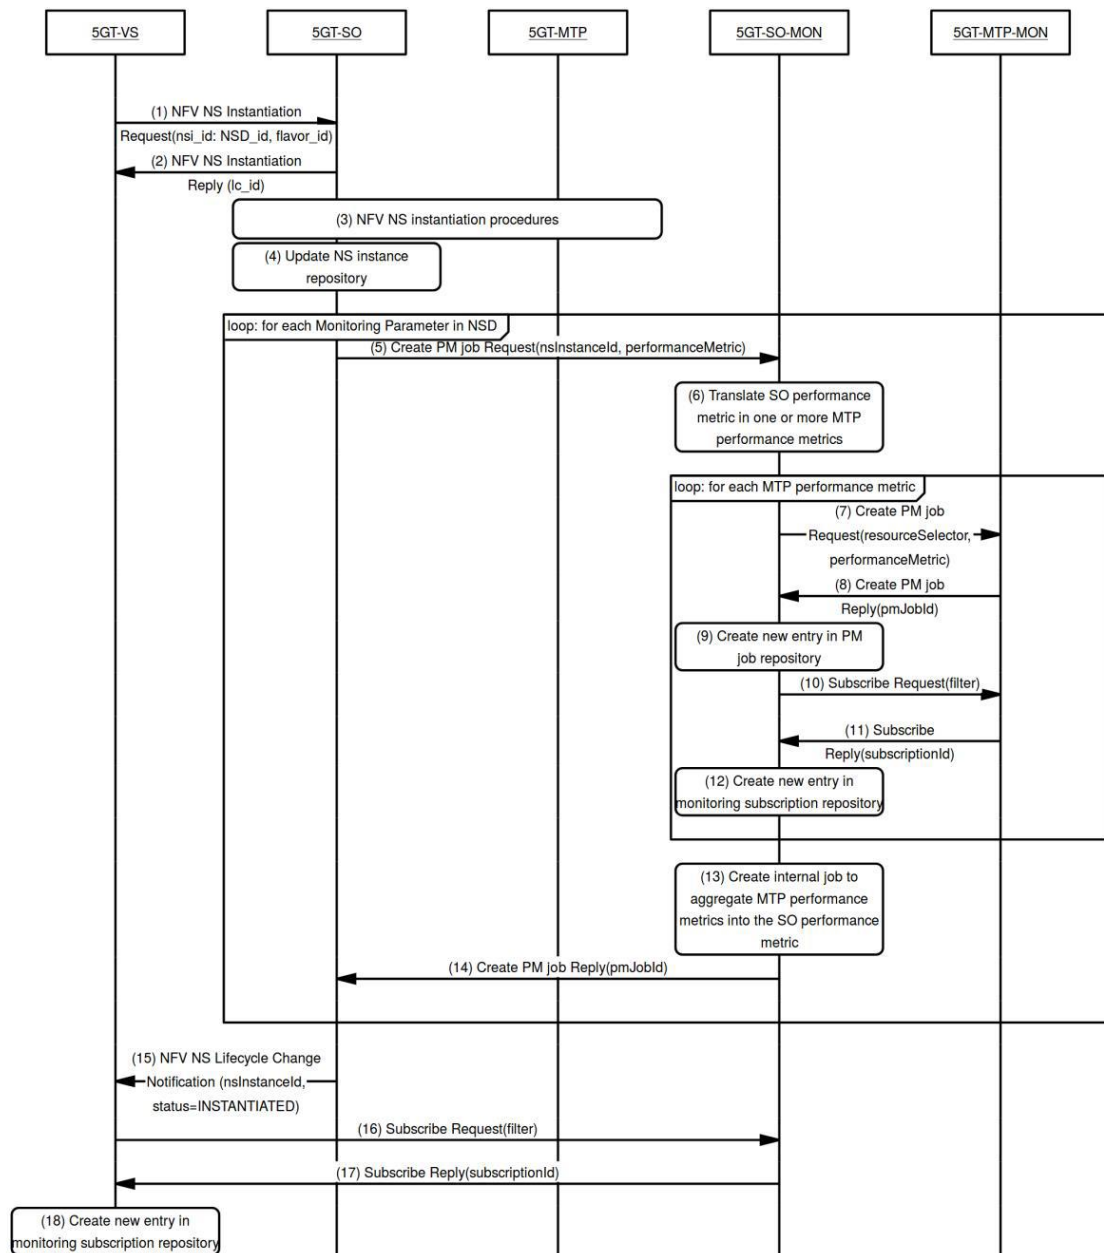 5GT-VS
5GT-SO
5GT-MTP
5GT-SO-MON
5GT-MTP-MON
(1) NFV NS Instantiation
Request(nsi_id: NSD_id, flavor_id)
(2) NFV NS Instantiation
Reply (lc_id)
(3) NFV NS instantiation procedures
(4) Update NS instance
repository
loop: for each Monitoring Parameter in NSD
(5) Create PM job Request(nsInstanceId, performanceMetric)
(6) Translate SO performance
metric in one or more MTP
performance metrics
loop: for each MTP performance metric
(7) Create PM job
Request(resourceSelector,
performanceMetric)
(8) Create PM job
Reply(pmJobId)
(9) Create new entry in PM
job repository
(10) Subscribe Request(filter)
(11) Subscribe
Reply(subscriptionId)
(12) Create new entry in
monitoring subscription repository
(13) Create internal job to
aggregate MTP performance
metrics into the SO performance
metric
(14) Create PM job Reply(pmJobId)
(15) NFV NS Lifecycle Change
Notification (nsInstanceId,
status=INSTANTIATED)
(16) Subscribe Request(filter)
(17) Subscribe Reply(subscriptionId)
(18) Create new entry in
monitoring subscription repository